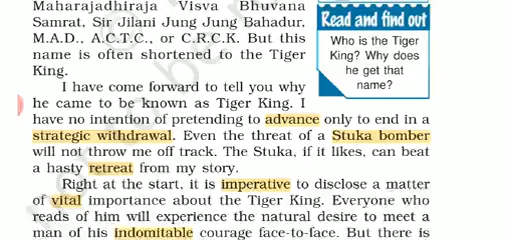 Maharajadhiraja Visva Bhuvana
Samrat, Sir Jilani Jung Jung Bahadur,
M.A.D., A.C.T.C., or C.R.C.K. But this
name is often shortened to the Tiger
King.
I have come forward to tell you why
he came to be known as Tiger King. I
have no intention of pretending to advance only to end in a
strategic withdrawal. Even the threat of a Stuka bomber
will not throw me off track. The Stuka, if it likes, can beat
a hasty retreat from my story.
Right at the start, it is imperative to disclose a matter
of vital importance about the Tiger King. Everyone who
reads of him will experience the natural desire to meet a
man of his indomitable courage face-to-face. But there is
Read and find out
Who is the Tiger
King? Why does
he get that
name?